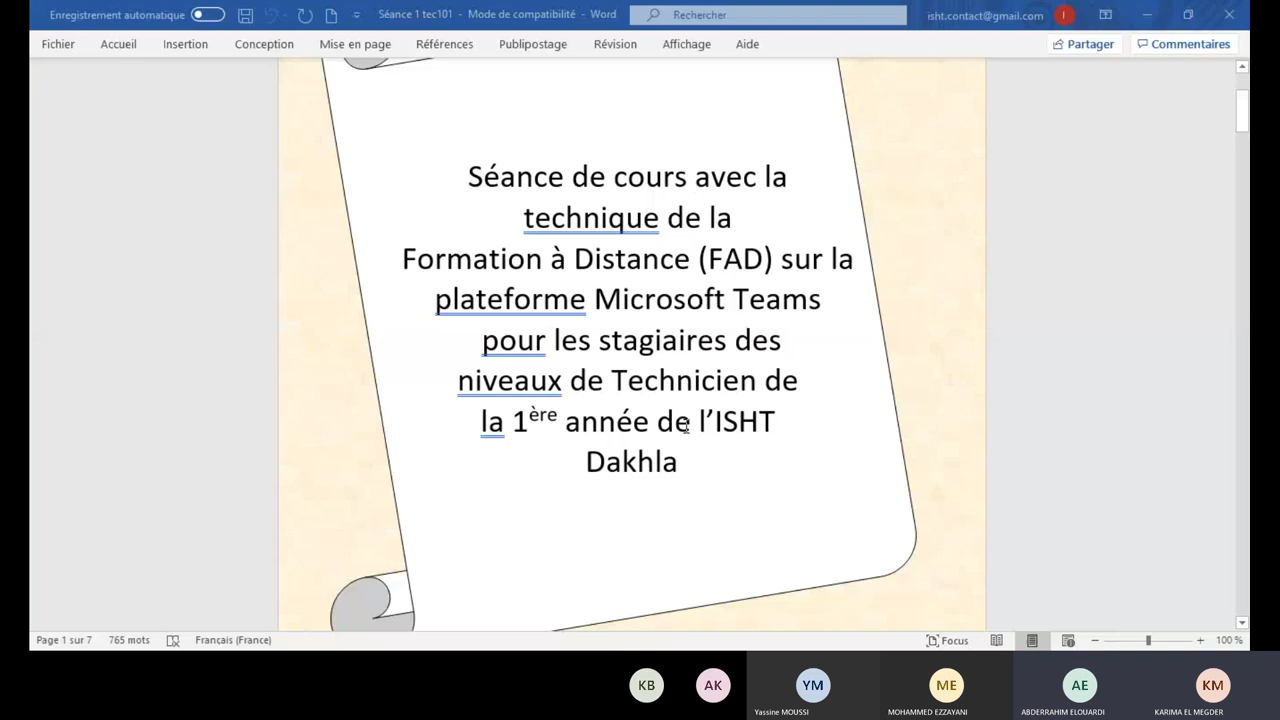 Enregistrement automatique
Séance 1 tec101 - Mode de compatibilité - Word
Rechercher
isht.contact@gmail.com
I
Fichier
Accueil
Insertion
Conception
Mise en page
Références
Publipostage
Révision
Affichage
Aide
Partager
Commentaires
Séance de cours avec la
technique de la
Formation à Distance (FAD) sur la
plateforme Microsoft Teams
pour les stagiaires des
niveaux de Technicien de
la 1ère année de l’ISHT
Dakhla
Page 1 sur 7
765 mots
Français (France)
Focus
100 %
KB
AK
YM
ME
AE
KM
Yassine MOUSSI
MOHAMMED EZZAYANI
ABDERRAHIM ELOUARDI
KARIMA EL MEGDER